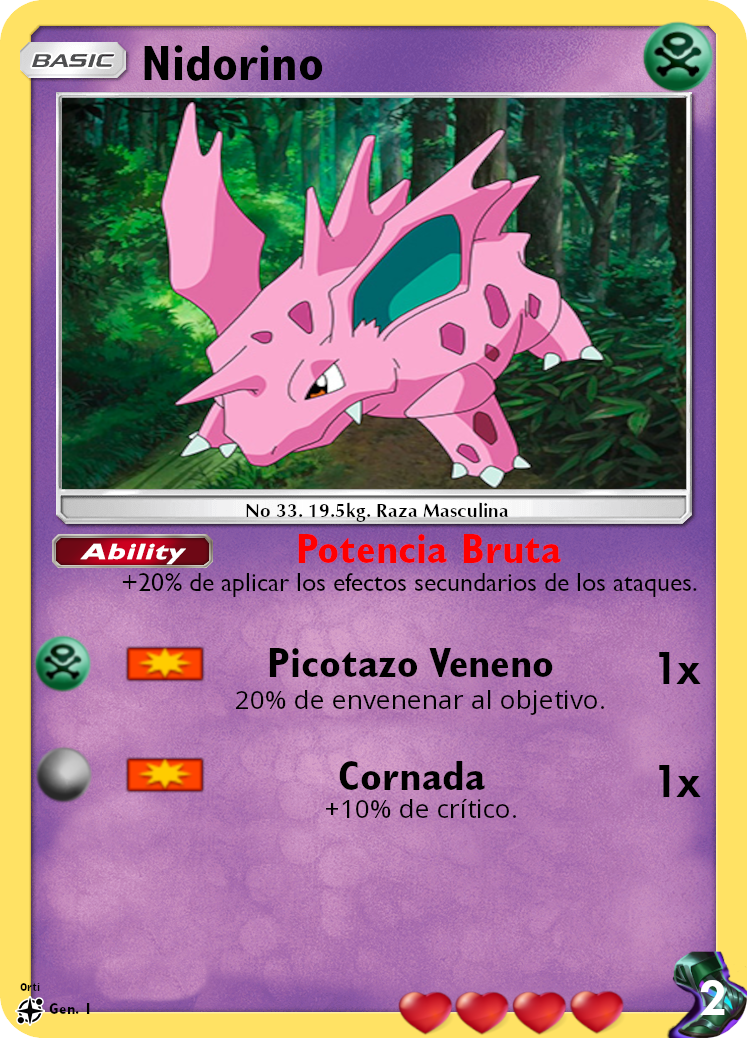 BASIC Nidorino
No 33. 19.5kg. Raza Masculina
Ability Potencia Bruta
+20% de aplicar los efectos secundarios de los ataques.
Picotazo Veneno 1x
20% de envenenar al objetivo.
Cornada 1x
+10% de crítico.
Orti
Gen. 1
2